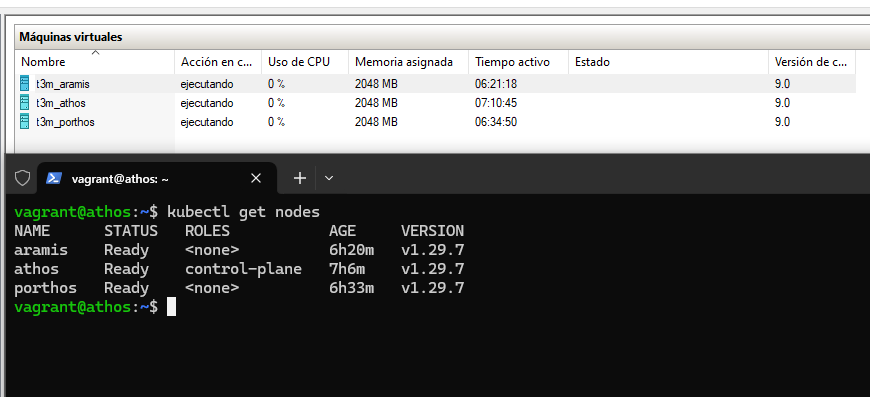 Máquinas virtuales
Nombre Acción en c... Uso de CPU Memoria asignada Tiempo activo Estado Versión de c...
t3m_aramis ejecutando 0 % 2048 MB 06:21:18 9.0
t3m_athos ejecutando 0 % 2048 MB 07:10:45 9.0
t3m_porthos ejecutando 0 % 2048 MB 06:34:50 9.0
vagrant@athos: ~
vagrant@athos:~$ kubectl get nodes
NAME STATUS ROLES AGE VERSION
aramis Ready <none> 6h20m v1.29.7
athos Ready control-plane 7h6m v1.29.7
porthos Ready <none> 6h33m v1.29.7
vagrant@athos:~$